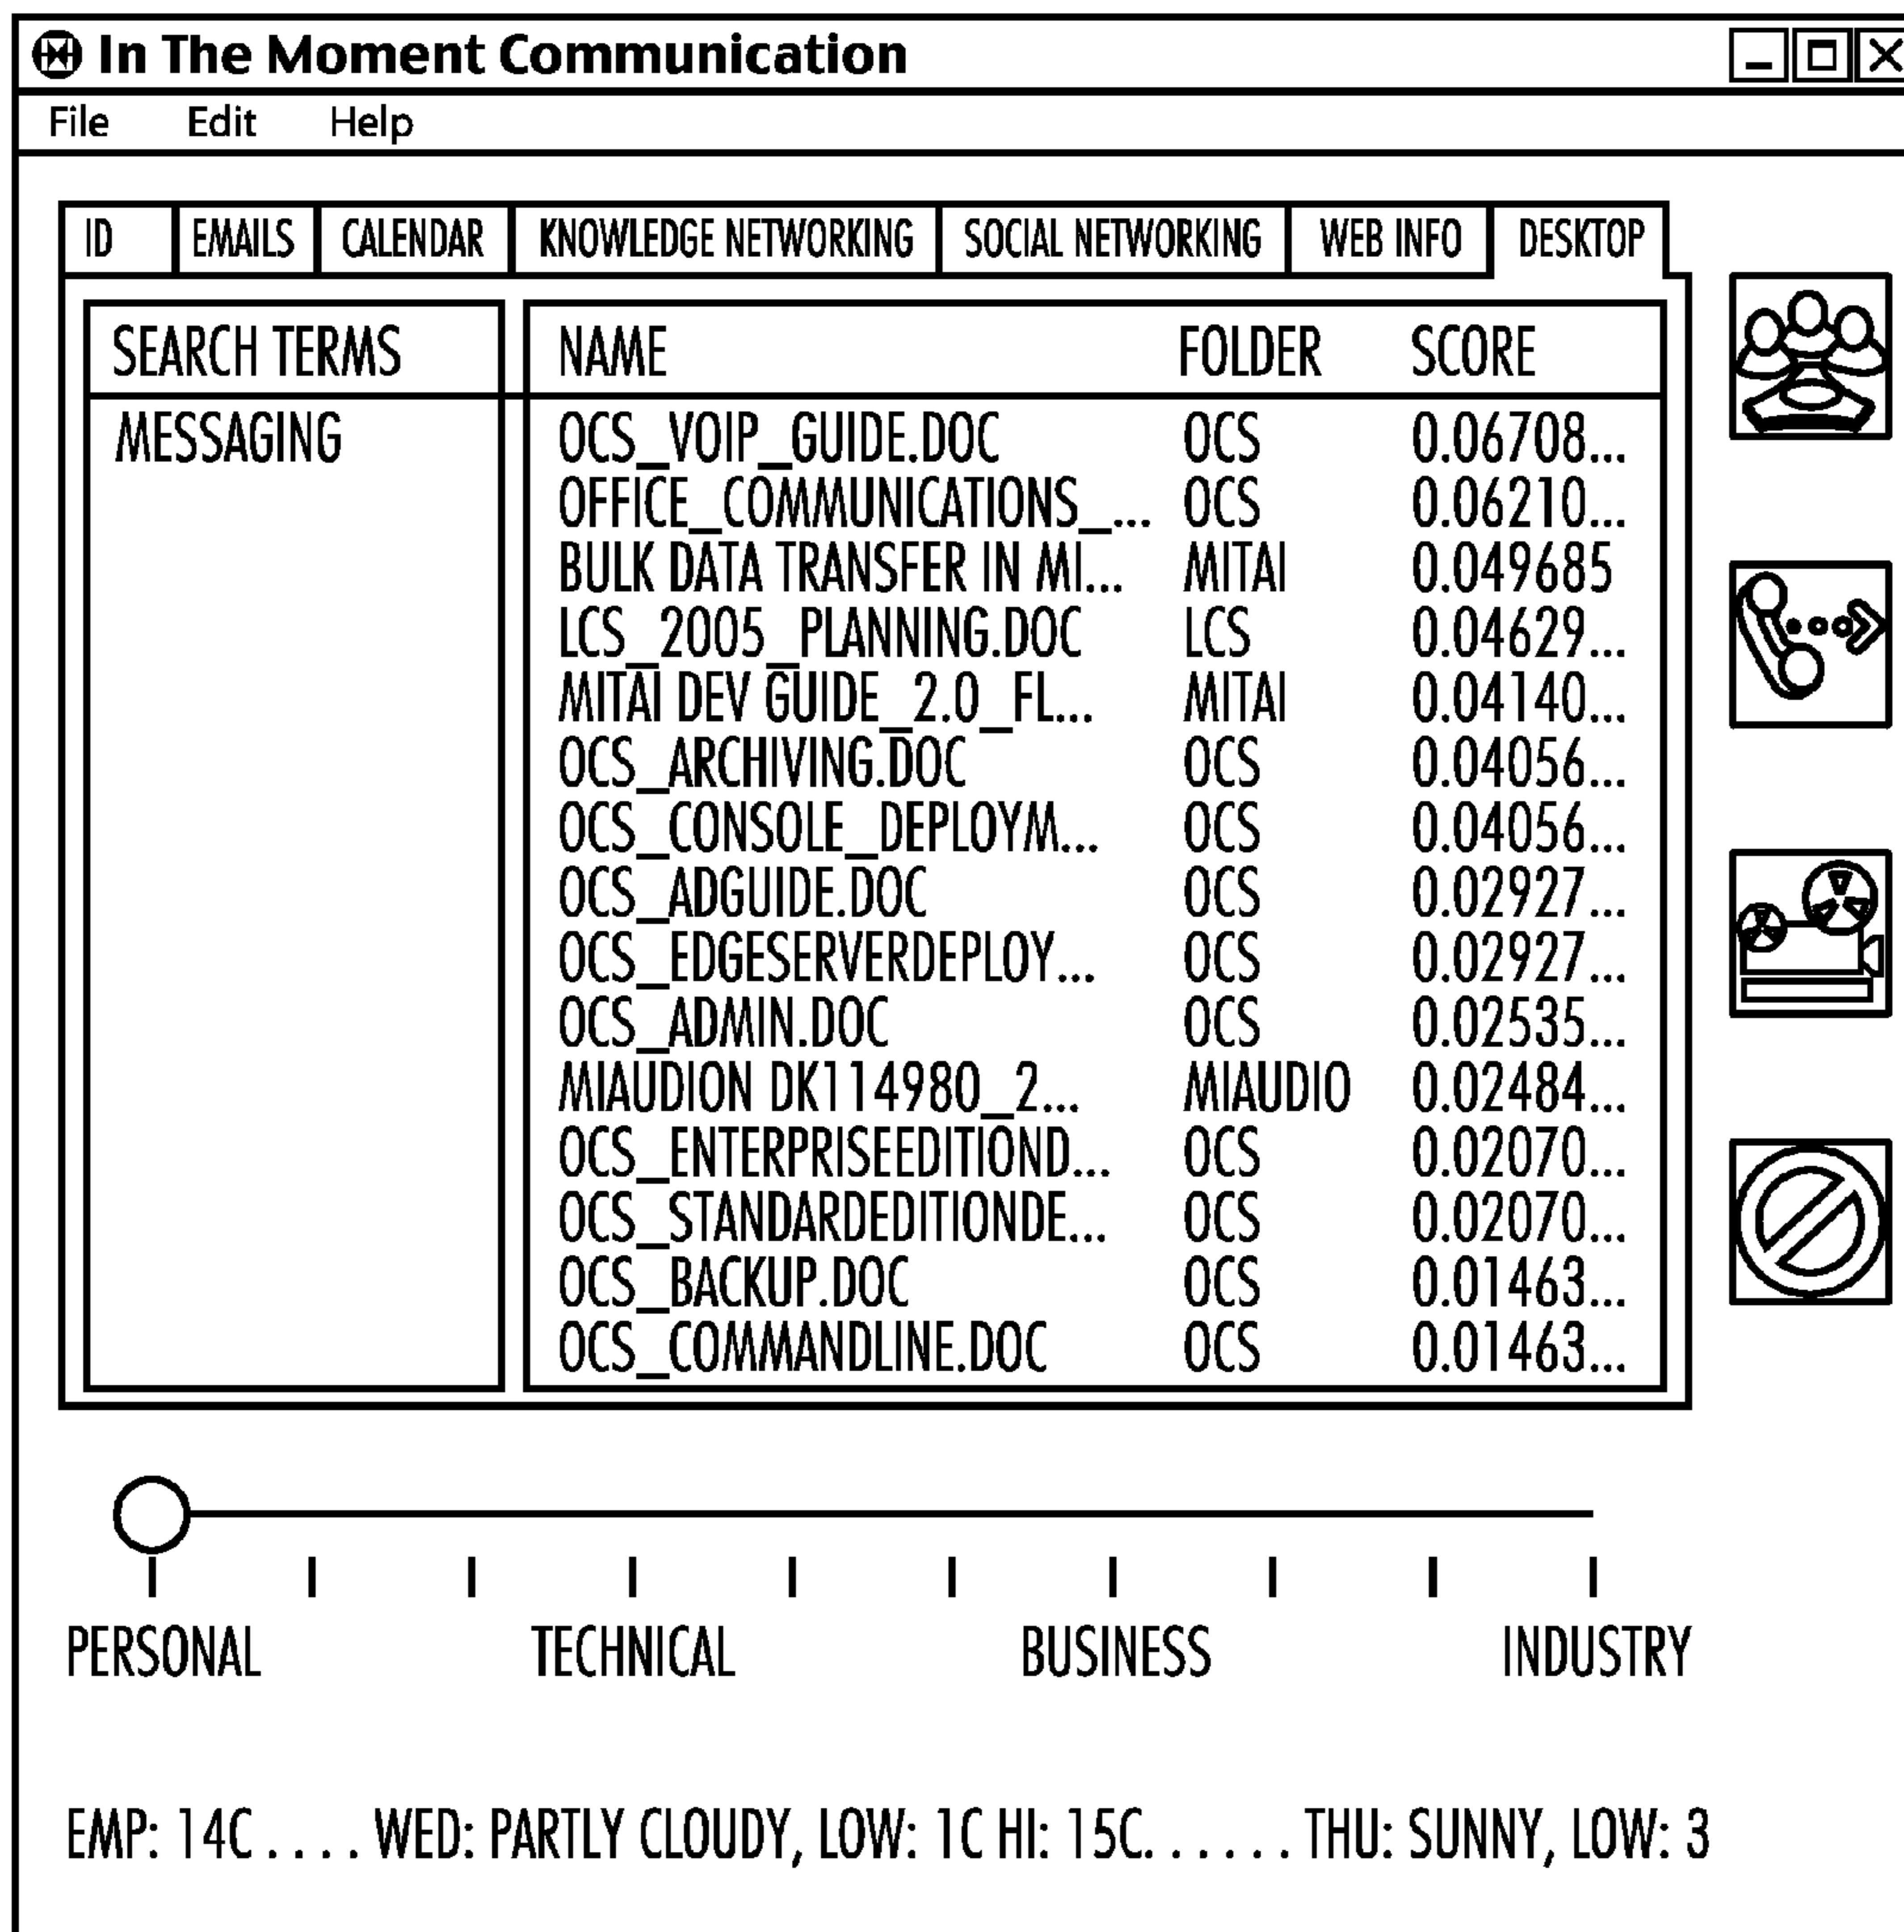 In The Moment Communication
File Edit Help
ID EMAILS CALENDAR KNOWLEDGE NETWORKING SOCIAL NETWORKING WEB INFO DESKTOP
SEARCH TERMS NAME FOLDER SCORE
MESSAGING OCS_VOIP_GUIDE.DOC OCS 0.06708...
OFFICE_COMMUNICATIONS_... OCS 0.06210...
BULK DATA TRANSFER IN MI... MITAI 0.049685
LCS_2005_PLANNING.DOC LCS 0.04629...
MITAI DEV GUIDE_2.0_FL... MITAI 0.04140...
OCS_ARCHIVING.DOC OCS 0.04056...
OCS_CONSOLE_DEPLOYM... OCS 0.04056...
OCS_ADGUIDE.DOC OCS 0.02927...
OCS_EDGESERVERDEPLOY... OCS 0.02927...
OCS_ADMIN.DOC OCS 0.02535...
MIAUDION DK114980_2... MIAUDIO 0.02484...
OCS_ENTERPRISEEDITIOND... OCS 0.02070...
OCS_STANDARDEDITIONDE... OCS 0.02070...
OCS_BACKUP.DOC OCS 0.01463...
OCS_COMMANDLINE.DOC OCS 0.01463...
PERSONAL TECHNICAL BUSINESS INDUSTRY
EMP: 14C . . . . WED: PARTLY CLOUDY, LOW: 1C HI: 15C. . . . . . THU: SUNNY, LOW: 3